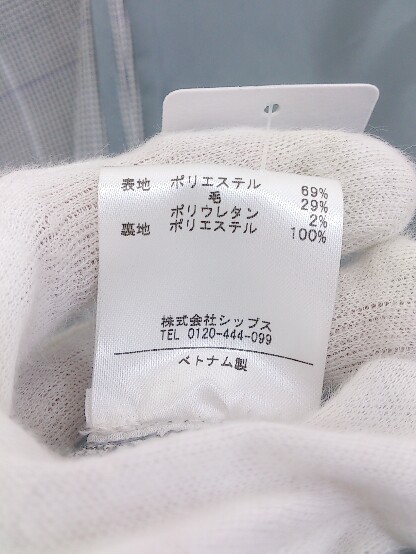 表地 ポリエステル 69%
毛 29%
ポリウレタン 2%
裏地 ポリエステル 100%
株式会社シップス
TEL 0120-444-099
ベトナム製